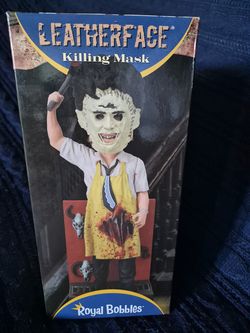 LEATHERFACE
Killing Mask
Royal Bobbles